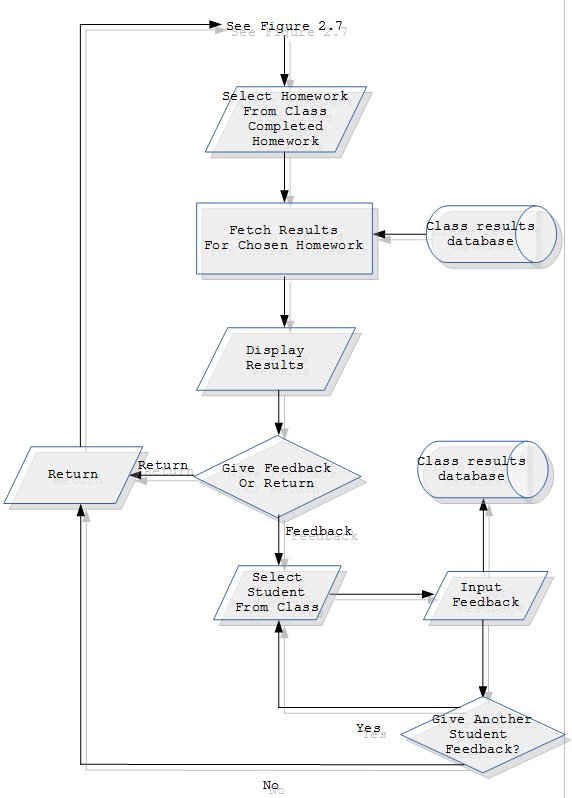 See Figure 2.7
Select Homework
From Class
Completed
Homework
Fetch Results
For Chosen Homework
Class results
database
Display
Results
Give Feedback
Or Return
Return
Return
Class results
database
Feedback
Select
Student
From Class
Input
Feedback
Give Another
Student
Feedback?
Yes
No